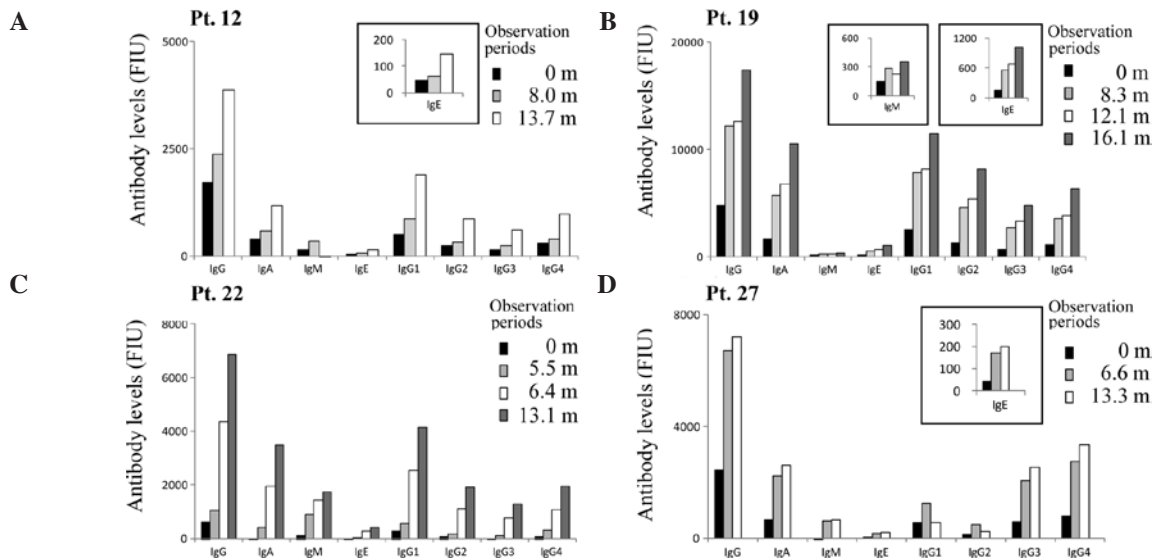 A
Pt. 12
Antibody levels (FIU)
5000
2500
0
200
100
0
IgE
Observation
periods
0 m
8.0 m
13.7 m
IgG IgA IgM IgE IgG1 IgG2 IgG3 IgG4
B
Pt. 19
Antibody levels (FIU)
20000
10000
0
600
300
0
IgM
1200
600
0
IgE
Observation
periods
0 m
8.3 m
12.1 m
16.1 m
IgG IgA IgM IgE IgG1 IgG2 IgG3 IgG4
C
Pt. 22
Antibody levels (FIU)
8000
6000
4000
2000
0
Observation
periods
0 m
5.5 m
6.4 m
13.1 m
IgG IgA IgM IgE IgG1 IgG2 IgG3 IgG4
D
Pt. 27
Antibody levels (FIU)
8000
4000
0
300
200
100
0
IgE
Observation
periods
0 m
6.6 m
13.3 m
IgG IgA IgM IgE IgG1 IgG2 IgG3 IgG4